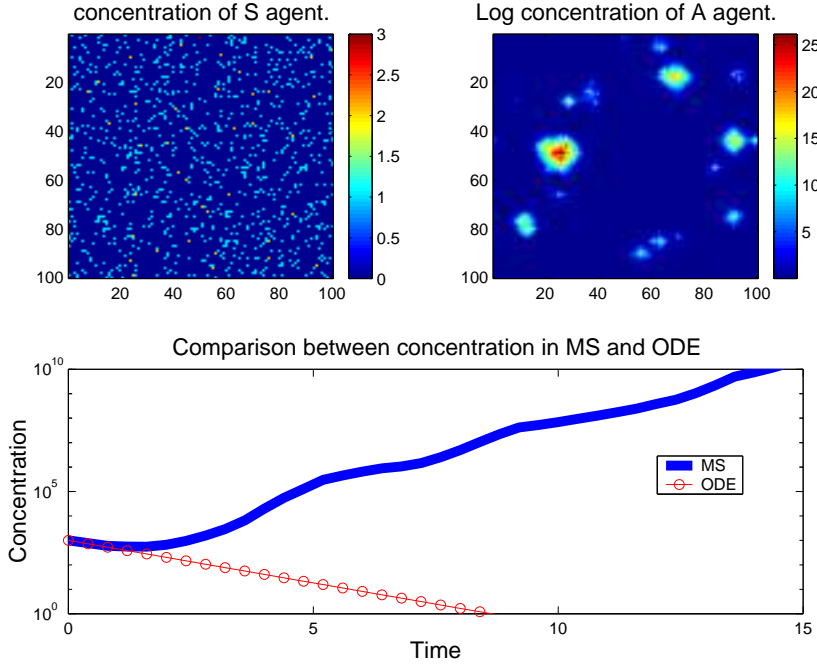 concentration of S agent.
20
40
60
80
100
20 40 60 80 100
3
2.5
2
1.5
1
0.5
0
Log concentration of A agent.
20
40
60
80
100
20 40 60 80 100
25
20
15
10
5
Comparison between concentration in MS and ODE
Concentration
10^10
10^5
10^0
0 5 10 15
Time
MS
ODE